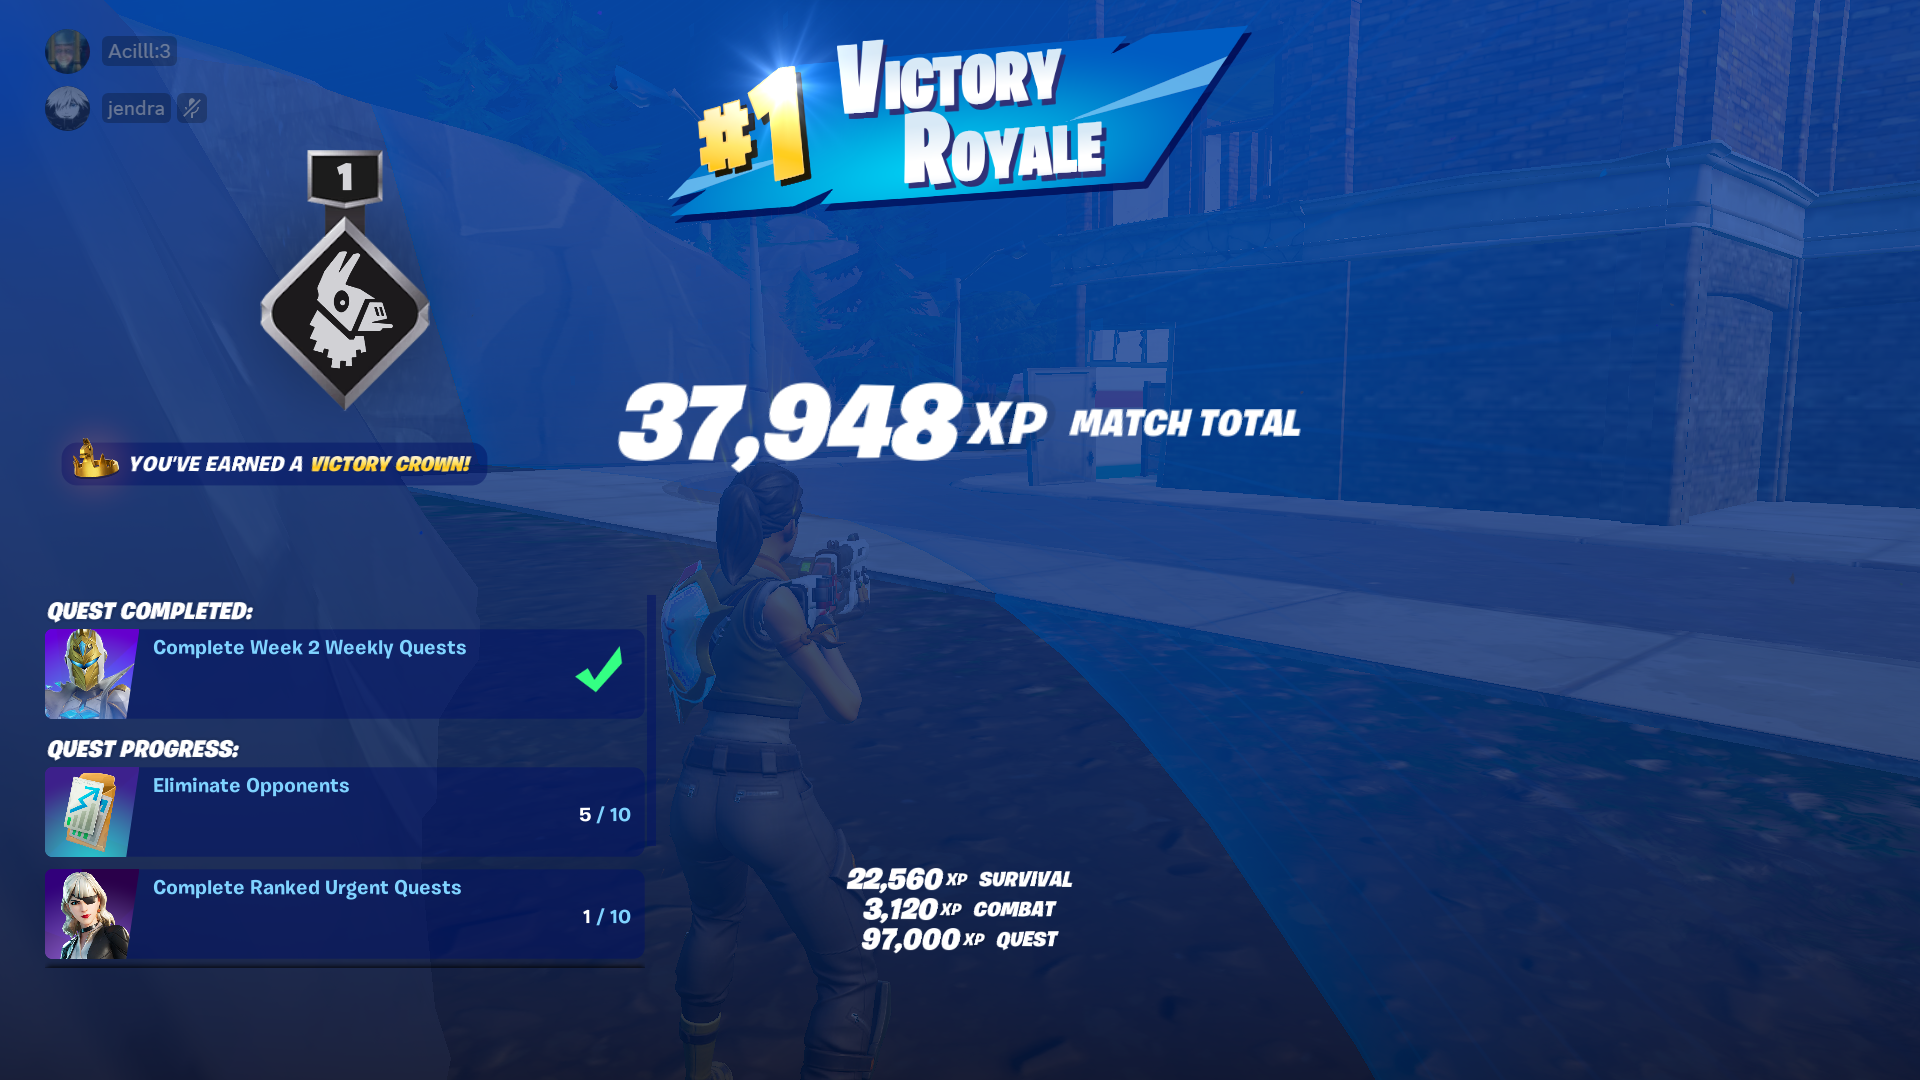 Acilll:3
jendra
1
#1 VICTORY
ROYALE
37,948 XP MATCH TOTAL
YOU'VE EARNED A VICTORY CROWN!
QUEST COMPLETED:
Complete Week 2 Weekly Quests
QUEST PROGRESS:
Eliminate Opponents
5 / 10
Complete Ranked Urgent Quests
1 / 10
22,560 XP SURVIVAL
3,120 XP COMBAT
97,000 XP QUEST